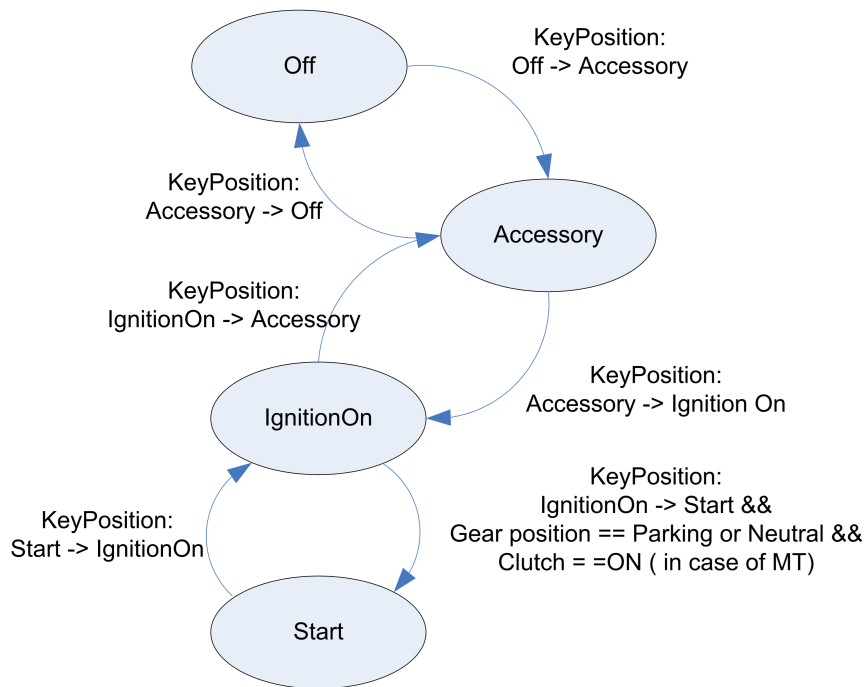 Off
KeyPosition:
Off -> Accessory
KeyPosition:
Accessory -> Off
Accessory
KeyPosition:
IgnitionOn -> Accessory
KeyPosition:
Accessory -> Ignition On
IgnitionOn
KeyPosition:
IgnitionOn -> Start &&
Gear position == Parking or Neutral &&
Clutch = =ON ( in case of MT)
KeyPosition:
Start -> IgnitionOn
Start